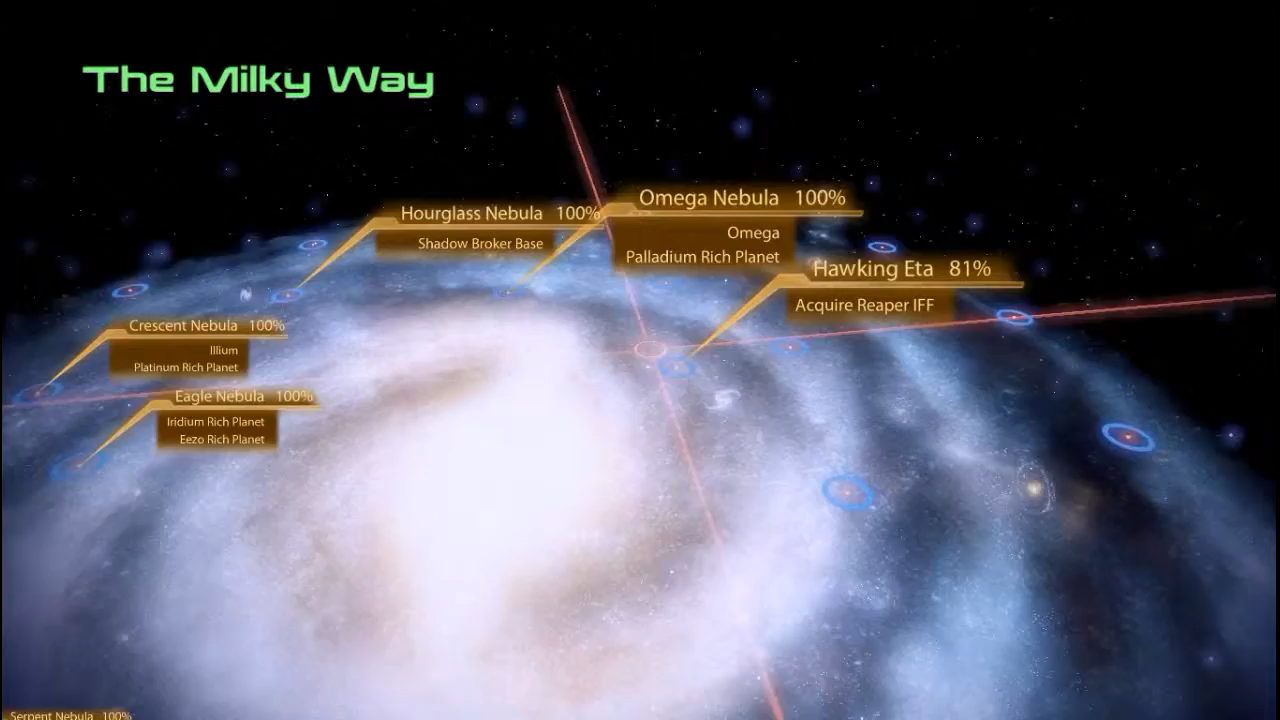 The Milky Way
Omega Nebula 100%
Omega
Palladium Rich Planet
Hourglass Nebula 100%
Shadow Broker Base
Hawking Eta 81%
Acquire Reaper IFF
Crescent Nebula 100%
Illium
Platinum Rich Planet
Eagle Nebula 100%
Iridium Rich Planet
Eezo Rich Planet
Serpent Nebula 100%